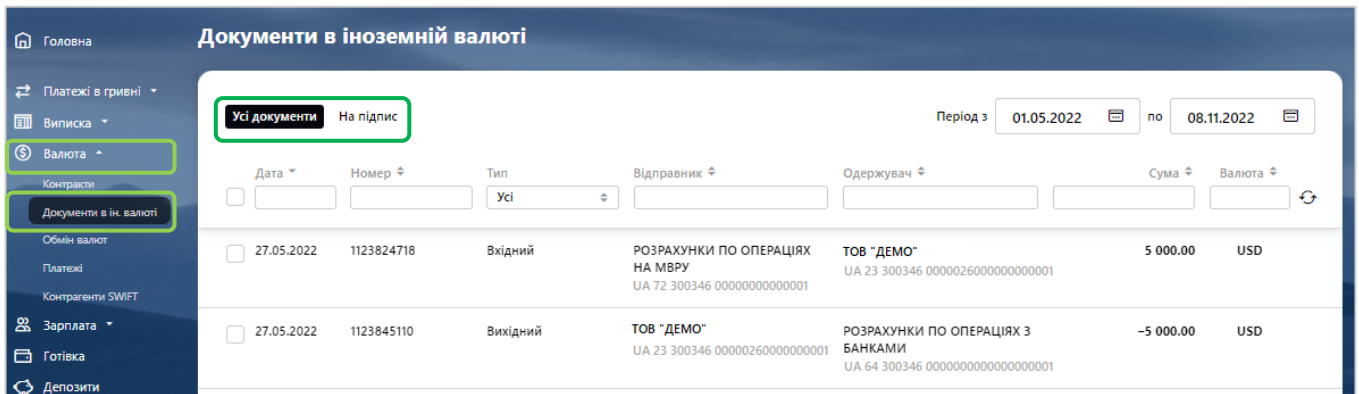 Головна
Платежі в гривні
Виписка
Валюта
Контракти
Документи в ін. валюті
Обмін валют
Платежі
Контрагенти SWIFT
Зарплата
Готівка
Депозити
Документи в іноземній валюті
Усі документи На підпис
Період з 01.05.2022 по 08.11.2022
Дата Номер Тип Відправник Одержувач Сума Валюта
Усі
27.05.2022 1123824718 Вхідний РОЗРАХУНКИ ПО ОПЕРАЦІЯХ ТОВ "ДЕМО" 5 000.00 USD
НА МВРУ UA 23 300346 0000026000000000001
UA 72 300346 00000000000001
27.05.2022 1123845110 Вихідний ТОВ "ДЕМО" РОЗРАХУНКИ ПО ОПЕРАЦІЯХ З -5 000.00 USD
UA 23 300346 00000260000000001 БАНКАМИ
UA 64 300346 0000000000000000001